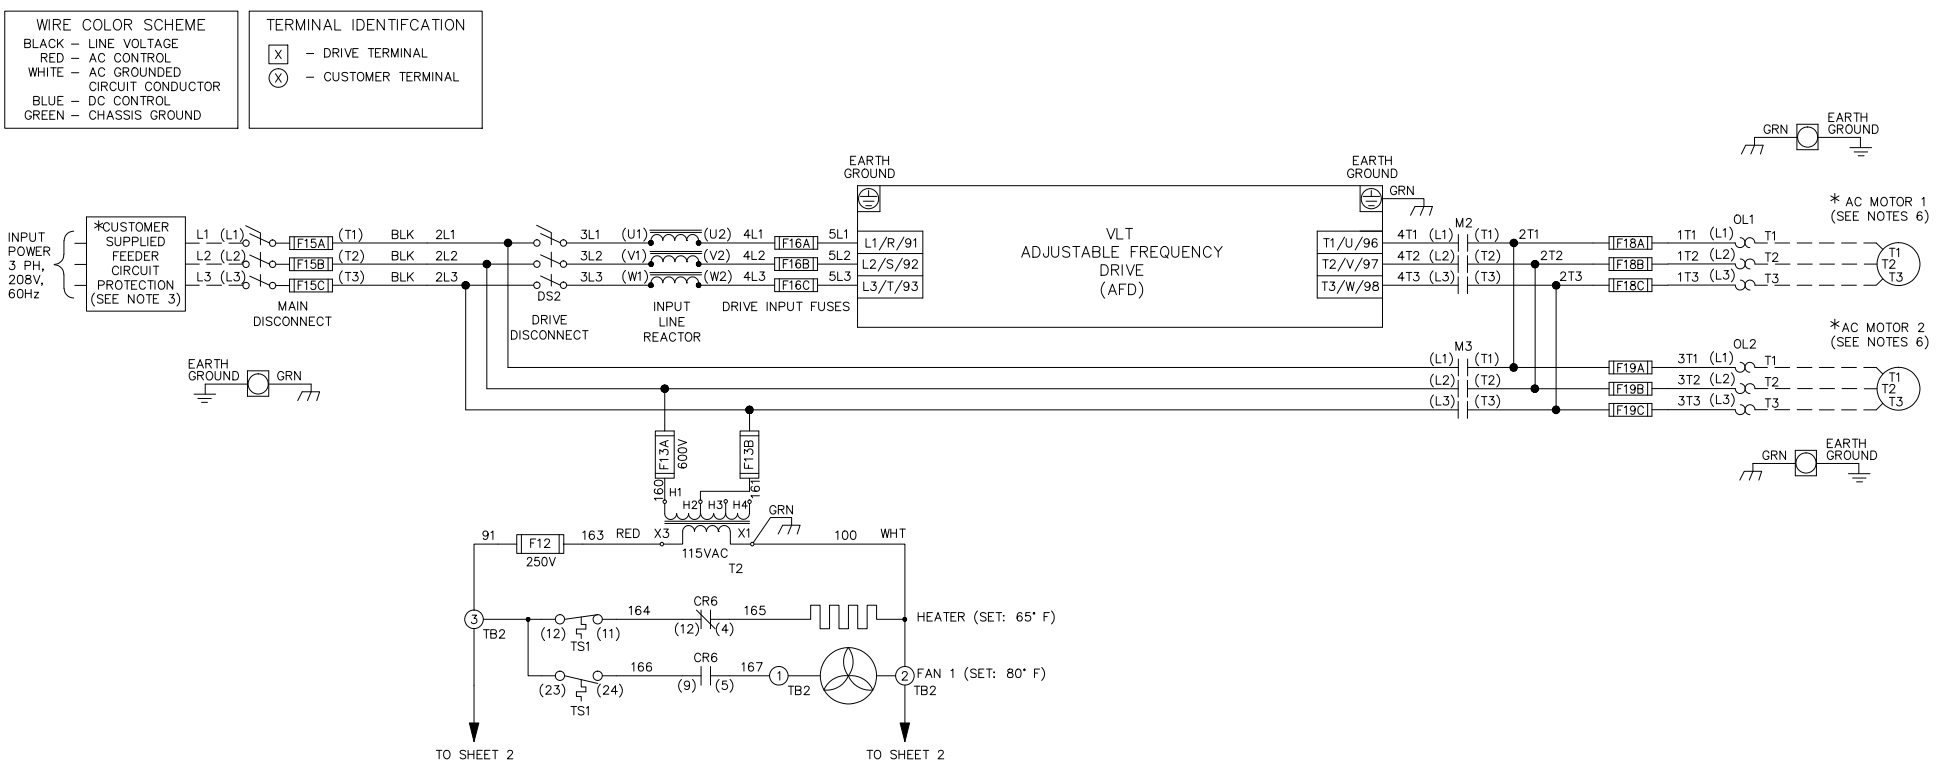 WIRE COLOR SCHEME
BLACK – LINE VOLTAGE
RED – AC CONTROL
WHITE – AC GROUNDED
CIRCUIT CONDUCTOR
BLUE – DC CONTROL
GREEN – CHASSIS GROUND
TERMINAL IDENTIFCATION
X – DRIVE TERMINAL
X – CUSTOMER TERMINAL
INPUT
POWER
3 PH,
208V,
60Hz
*CUSTOMER
SUPPLIED
FEEDER
CIRCUIT
PROTECTION
(SEE NOTE 3)
L1 (L1) F15A (T1) BLK 2L1 3L1 (U1) (U2) 4L1 F16A 5L1 L1/R/91
L2 (L2) F15B (T2) BLK 2L2 3L2 (V1) (V2) 4L2 F16B 5L2 L2/S/92
L3 (L3) F15C (T3) BLK 2L3 3L3 (W1) (W2) 4L3 F16C 5L3 L3/T/93
MAIN
DISCONNECT
DS2
DRIVE
DISCONNECT
INPUT
LINE
REACTOR
DRIVE INPUT FUSES
EARTH
GROUND
VLT
ADJUSTABLE FREQUENCY
DRIVE
(AFD)
EARTH
GROUND
GRN
M2
T1/U/96 4T1 (L1) (T1) 2T1 F18A 1T1 (L1) T1
T2/V/97 4T2 (L2) (T2) 2T2 F18B 1T2 (L2) T2
T3/W/98 4T3 (L3) (T3) 2T3 F18C 1T3 (L3) T3
OL1
GRN
EARTH
GROUND
* AC MOTOR 1
(SEE NOTES 6)
T1
T2
T3
M3
(L1) (T1) F19A 3T1 (L1) T1
(L2) (T2) F19B 3T2 (L2) T2
(L3) (T3) F19C 3T3 (L3) T3
OL2
*AC MOTOR 2
(SEE NOTES 6)
T1
T2
T3
GRN
EARTH
GROUND
EARTH
GROUND
GRN
F13A
600V
F13B
160
161
H1
H2
H3
H4
GRN
91
F12
250V
163
RED
X3
X1
115VAC
T2
100
WHT
3
TB2
(12)
(11)
TS1
164
CR6
(12)
(4)
165
HEATER (SET: 65° F)
(23)
(24)
TS1
166
CR6
(9)
(5)
167
1
TB2
2
TB2
FAN 1 (SET: 80° F)
TO SHEET 2
TO SHEET 2